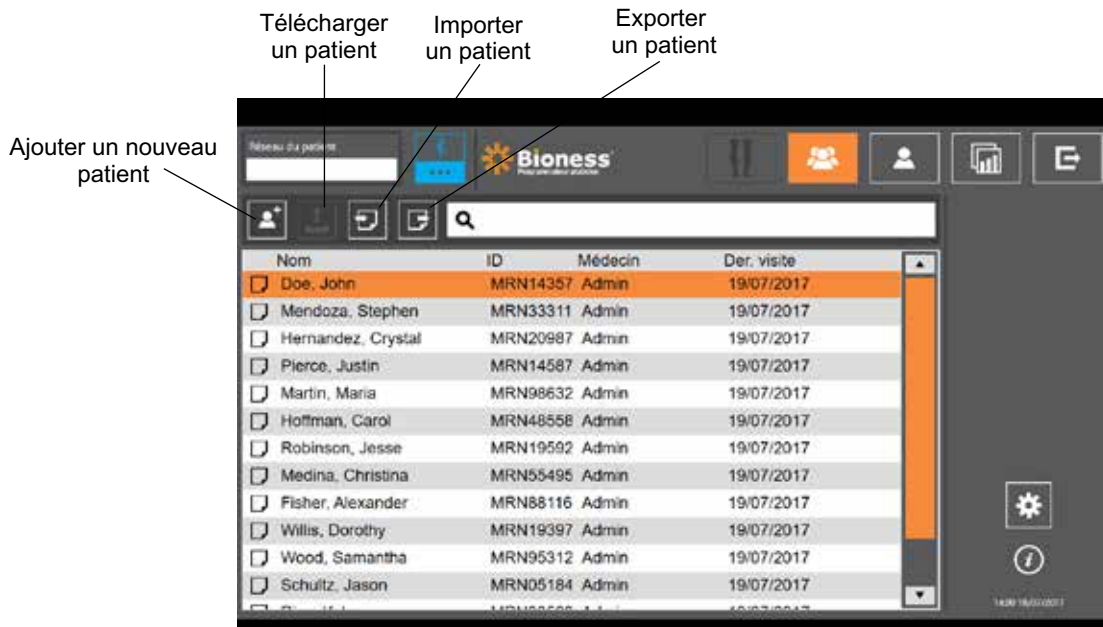 Télécharger
un patient
Importer
un patient
Exporter
un patient
Ajouter un nouveau
patient
Réseau du patient
Bioness
Nom ID Médecin Der. visite
Doe, John MRN14357 Admin 19/07/2017
Mendoza, Stephen MRN33311 Admin 19/07/2017
Hernandez, Crystal MRN20987 Admin 19/07/2017
Pierce, Justin MRN14587 Admin 19/07/2017
Martin, Maria MRN98632 Admin 19/07/2017
Hoffman, Carol MRN48558 Admin 19/07/2017
Robinson, Jesse MRN19592 Admin 19/07/2017
Medina, Christina MRN55495 Admin 19/07/2017
Fisher, Alexander MRN88116 Admin 19/07/2017
Willis, Dorothy MRN19397 Admin 19/07/2017
Wood, Samantha MRN95312 Admin 19/07/2017
Schultz, Jason MRN05184 Admin 19/07/2017